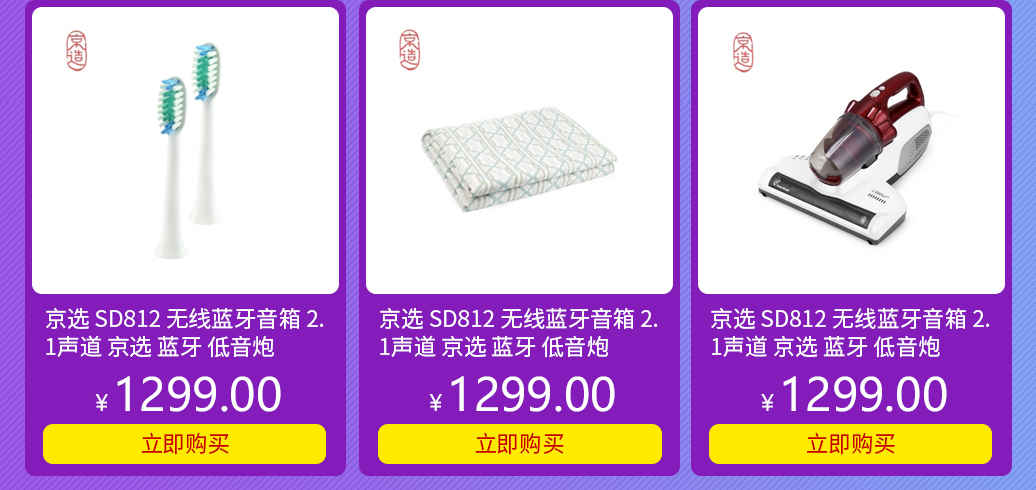 京造
京选 SD812 无线蓝牙音箱 2.
1声道 京选 蓝牙 低音炮
¥ 1299.00
立即购买
京造
京选 SD812 无线蓝牙音箱 2.
1声道 京选 蓝牙 低音炮
¥ 1299.00
立即购买
京造
京选 SD812 无线蓝牙音箱 2.
1声道 京选 蓝牙 低音炮
¥ 1299.00
立即购买